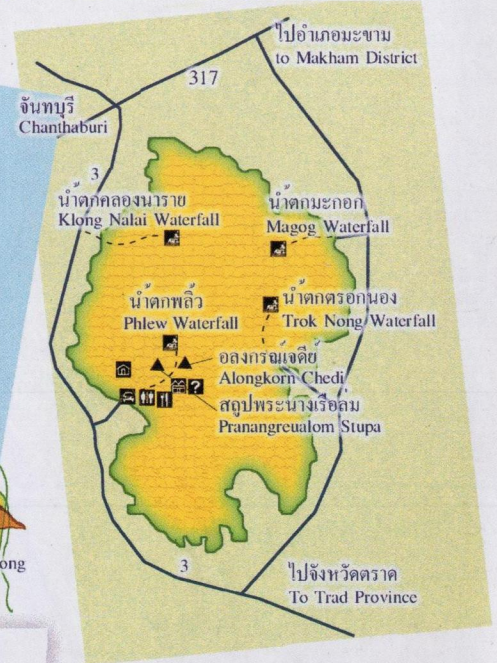 ไปอำเภอมะขาม
to Makham District
317
จันทบุรี
Chanthaburi
3
น้ำตกคลองนาราย
Klong Nalai Waterfall
น้ำตกมะกอก
Magog Waterfall
น้ำตกพลิ้ว
Phlew Waterfall
น้ำตกตรอกนอง
Trok Nong Waterfall
อลงกรณ์เจดีย์
Alongkorn Chedi
?
สถูปพระนางเรือล่ม
Pranangreualom Stupa
ong
3
ไปจังหวัดตราด
To Trad Province